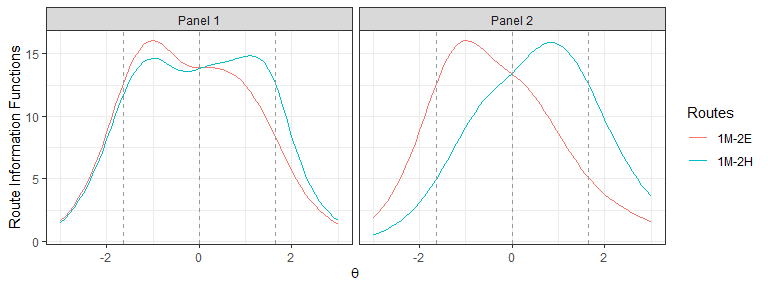 Panel 1
Panel 2
Route Information Functions
15
10
5
0
-2
0
2
-2
0
2
θ
Routes
1M-2E
1M-2H